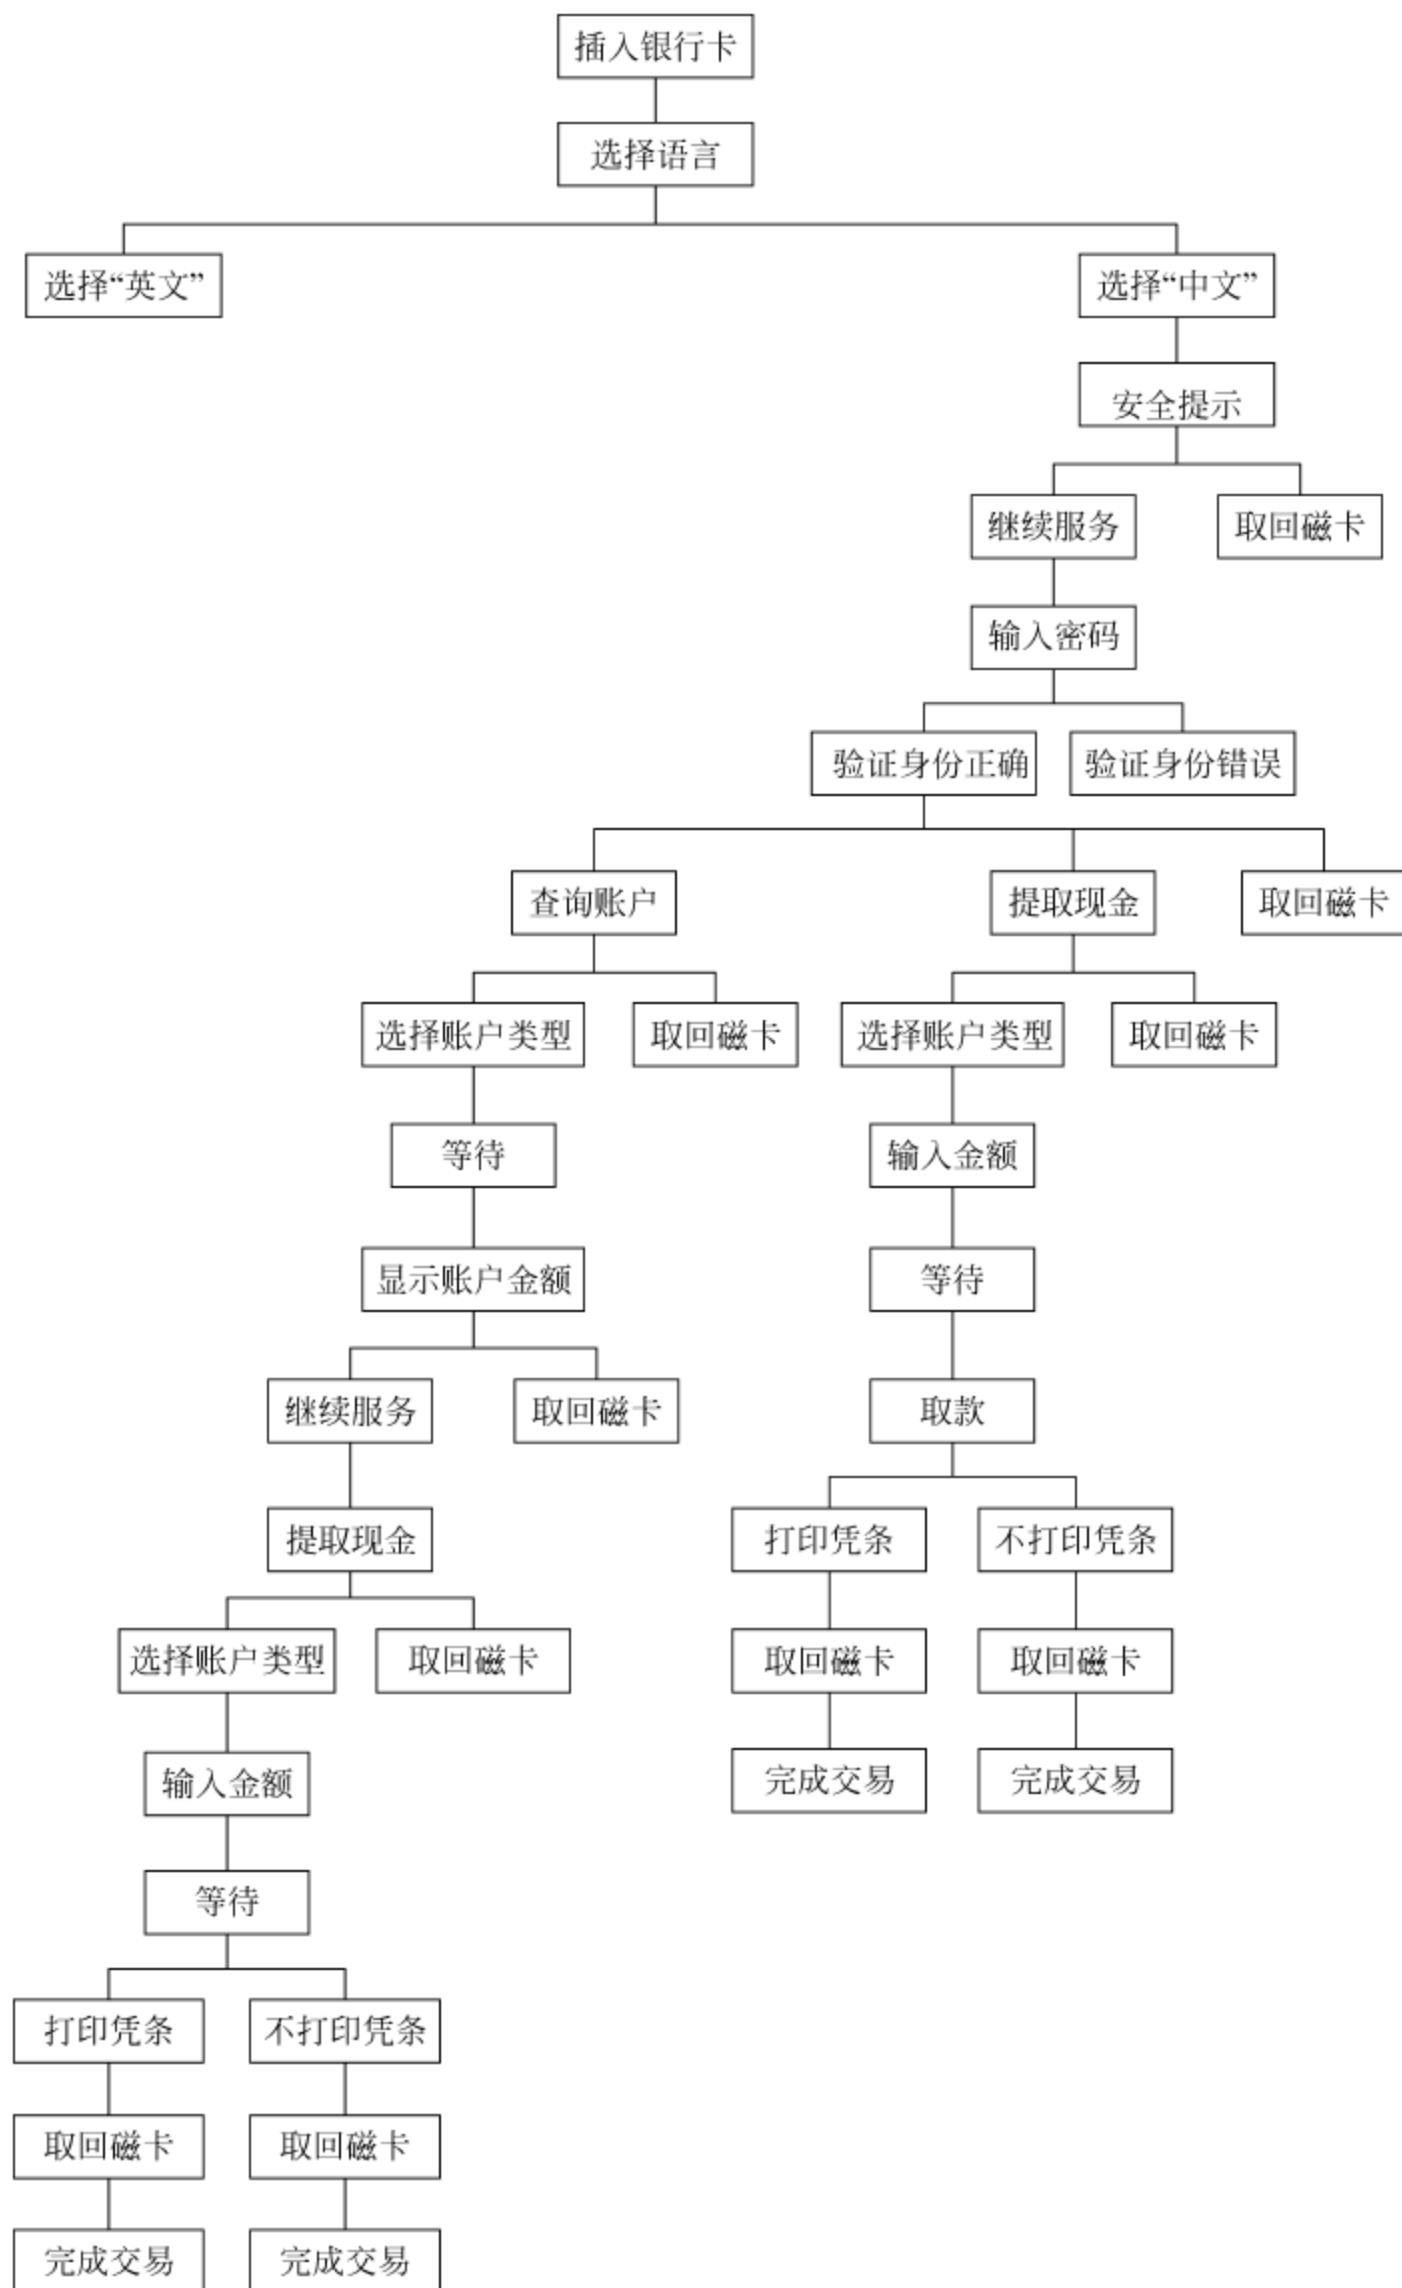 插入银行卡
选择语言
选择“英文”
选择“中文”
安全提示
继续服务
取回磁卡
输入密码
验证身份正确
验证身份错误
查询账户
提取现金
取回磁卡
选择账户类型
取回磁卡
选择账户类型
取回磁卡
等待
输入金额
显示账户金额
等待
继续服务
取回磁卡
取款
提取现金
打印凭条
不打印凭条
选择账户类型
取回磁卡
取回磁卡
取回磁卡
输入金额
完成交易
完成交易
等待
打印凭条
不打印凭条
取回磁卡
取回磁卡
完成交易
完成交易